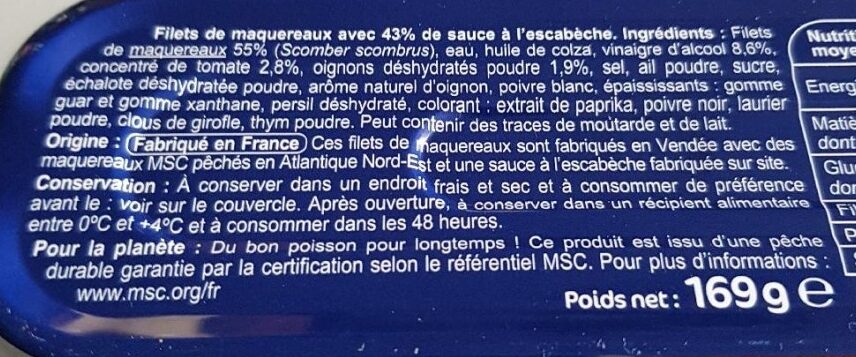 Filets de maquereaux avec 43% de sauce à l'escabèche. Ingrédients : Filets
de maquereaux 55% (Scomber scombrus), eau, huile de colza, vinaigre d'alcool 8,6%,
concentré de tomate 2,8%, oignons déshydratés poudre 1,9%, sel, ail poudre, sucre,
échalote déshydratée poudre, arôme naturel d'oignon, poivre blanc, épaississants : gomme
guar et gomme xanthane, persil déshydraté, colorant : extrait de paprika, poivre noir, laurier
poudre, clous de girofle, thym poudre. Peut contenir des traces de moutarde et de lait.
Origine : Fabriqué en France Ces filets de maquereaux sont fabriqués en Vendée avec des
maquereaux MSC pêchés en Atlantique Nord-Est et une sauce à l'escabèche fabriquée sur site.
Conservation : À conserver dans un endroit frais et sec et à consommer de préférence
avant le : voir sur le couvercle. Après ouverture, à conserver dans un récipient alimentaire
entre 0°C et +4°C et à consommer dans les 48 heures.
Pour la planète : Du bon poisson pour longtemps ! Ce produit est issu d'une pêche
durable garantie par la certification selon le référentiel MSC. Pour plus d'informations :
www.msc.org/fr
Poids net : 169 g e
Nutrit
moye
Energ
Matiè
dont
Glu
don